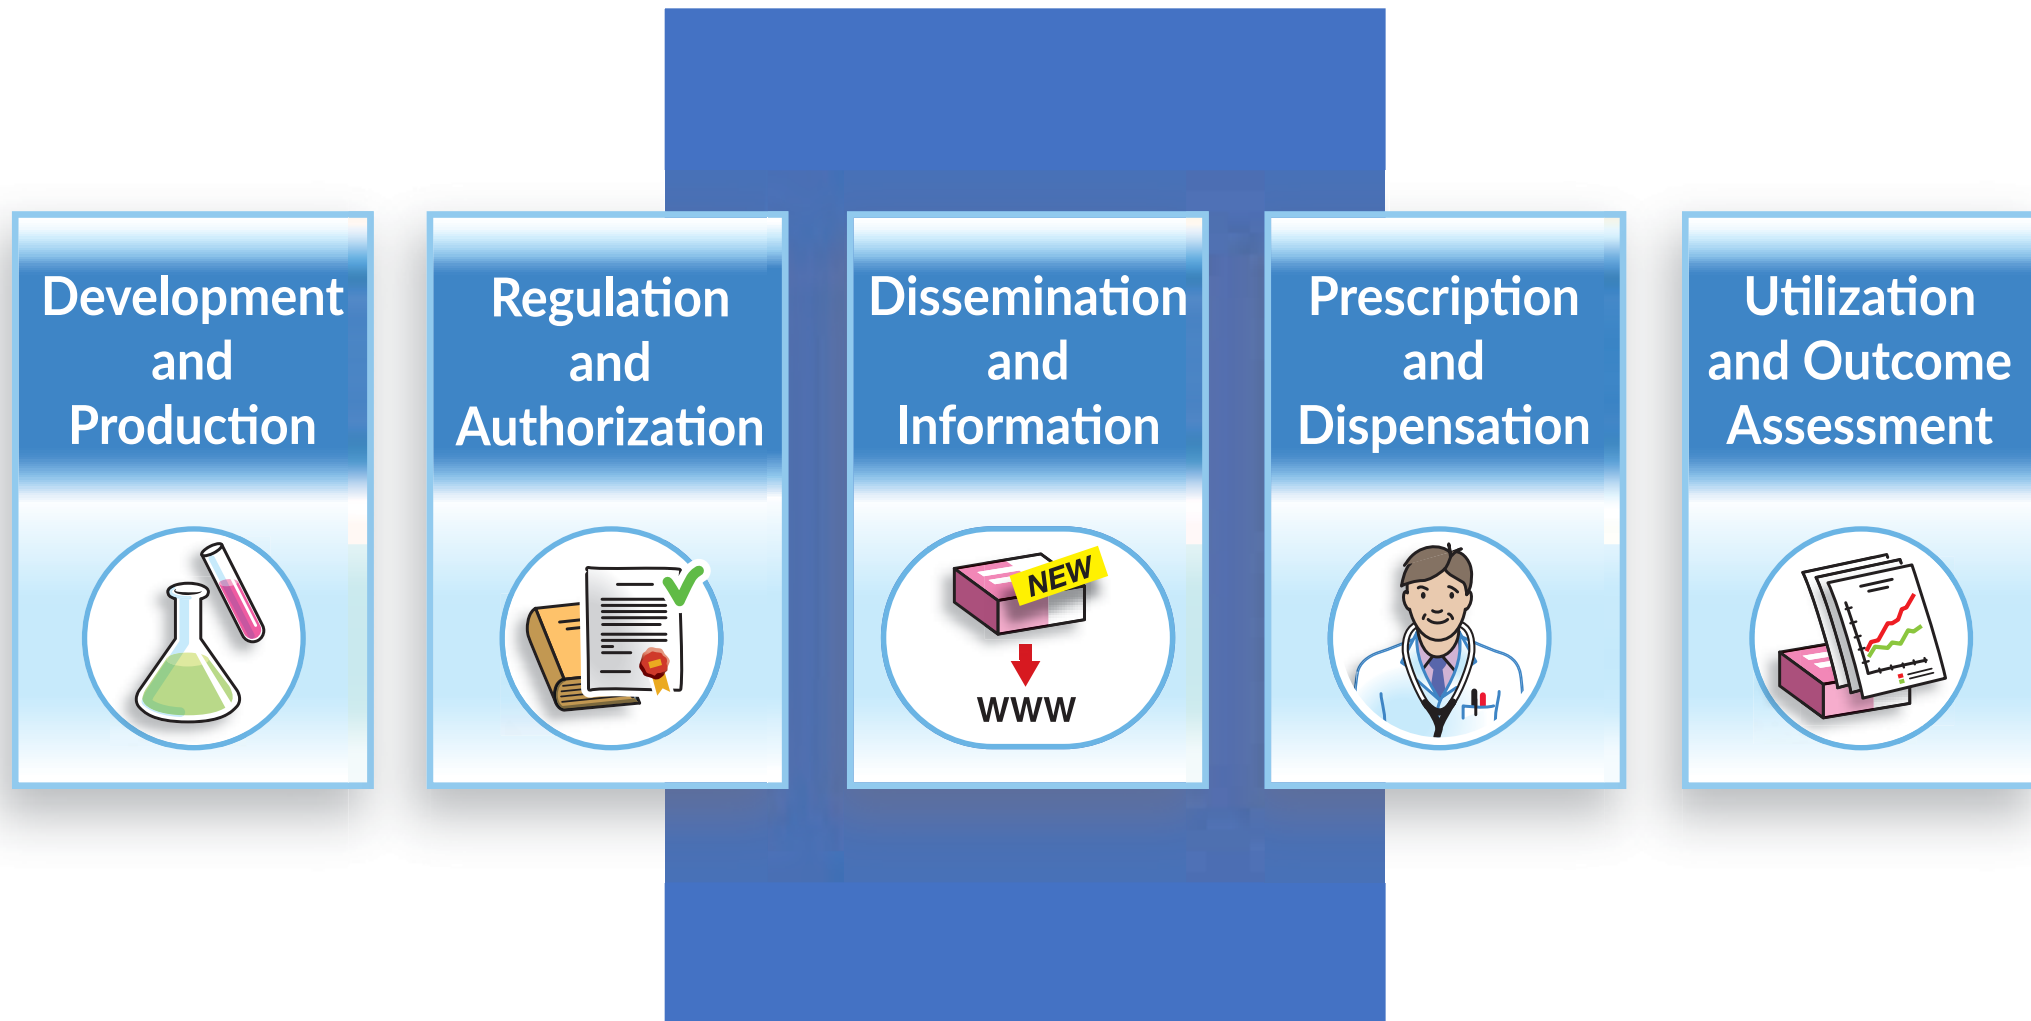 Development
and
Production
Regulation
and
Authorization
Dissemination
and
Information
NEW
WWW
Prescription
and
Dispensation
Utilization
and Outcome
Assessment